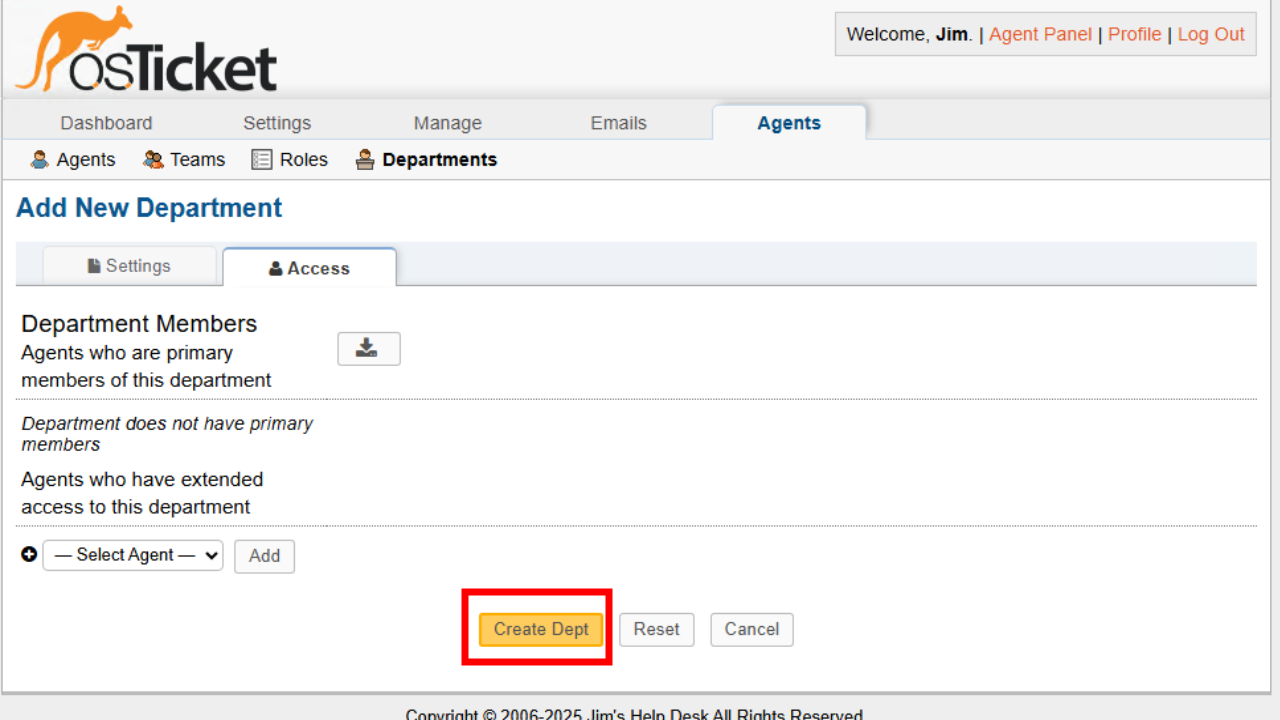 osTicket
Welcome, Jim. | Agent Panel | Profile | Log Out
Dashboard Settings Manage Emails Agents
Agents Teams Roles Departments
Add New Department
Settings Access
Department Members
Agents who are primary
members of this department
Department does not have primary
members
Agents who have extended
access to this department
— Select Agent — Add
Create Dept Reset Cancel
Copyright © 2006-2025 Jim's Help Desk All Rights Reserved.